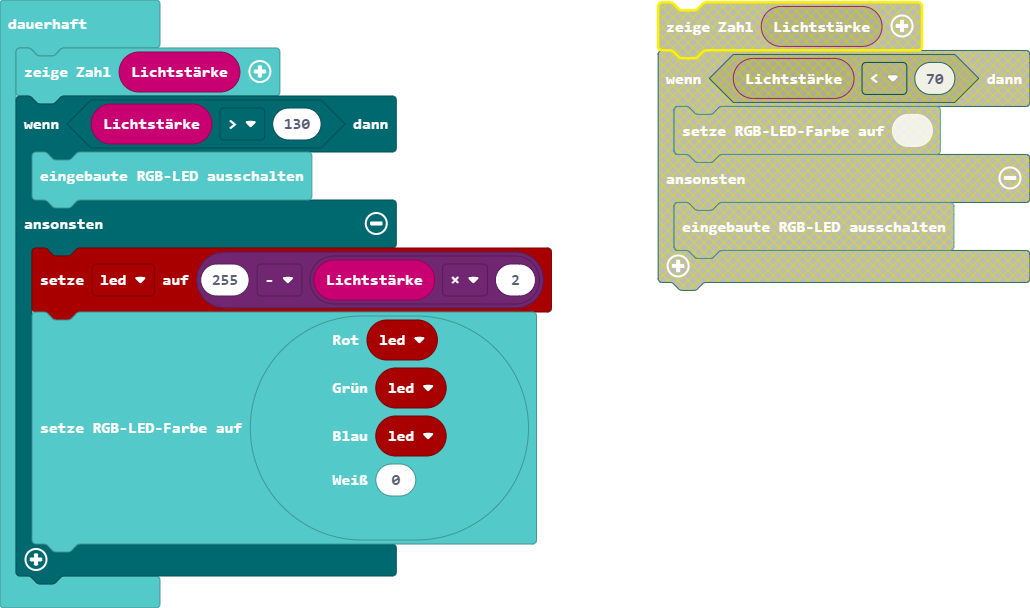 dauerhaft
zeige Zahl Lichtstärke
wenn Lichtstärke > 130 dann
eingebaute RGB-LED ausschalten
ansonsten
setze led auf 255 - Lichtstärke × 2
Rot led
Grün led
setze RGB-LED-Farbe auf
Blau led
Weiß 0
zeige Zahl Lichtstärke
wenn Lichtstärke < 70 dann
setze RGB-LED-Farbe auf
ansonsten
eingebaute RGB-LED ausschalten